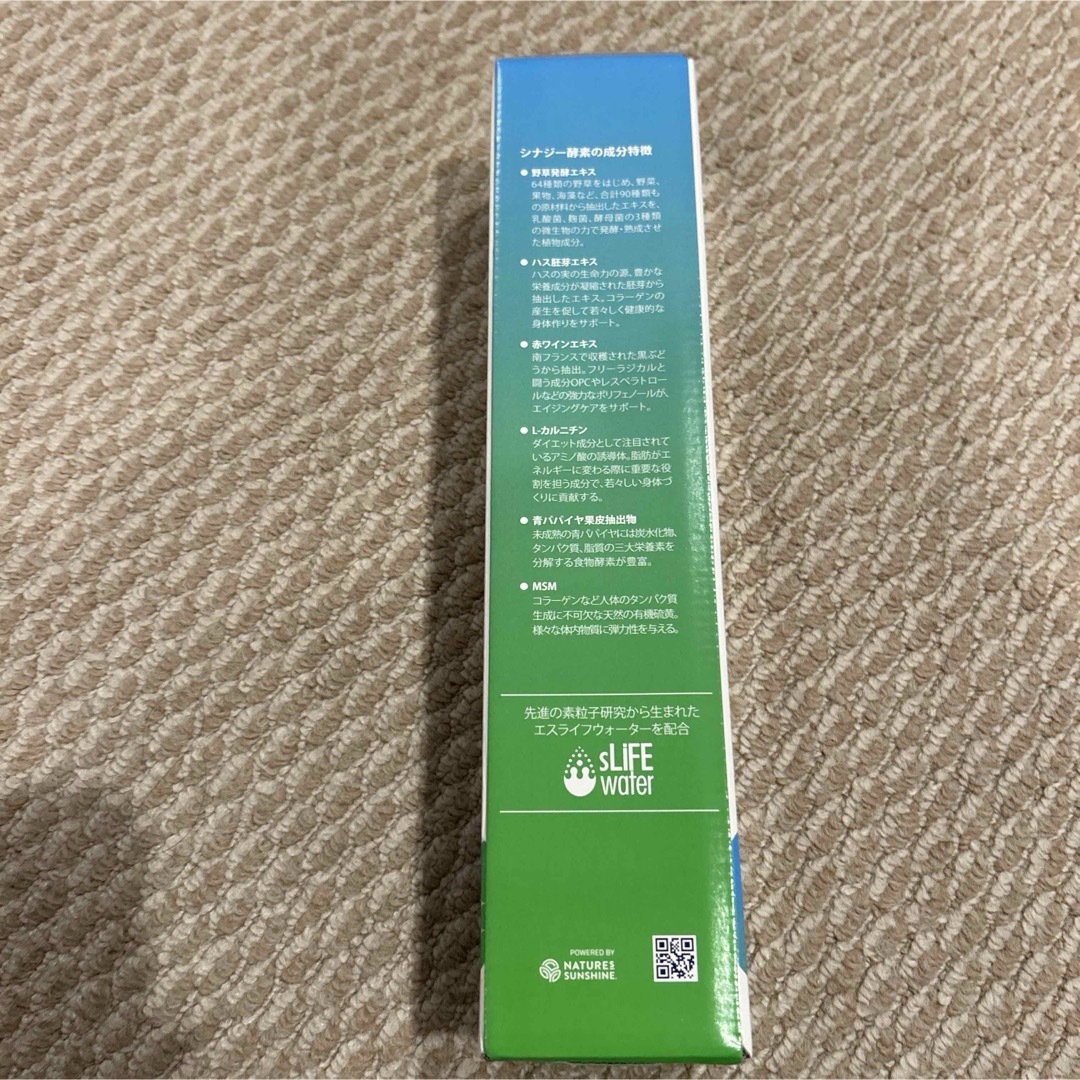 シナジー酵素の成分特徴
● 野草発酵エキス
64種類の野草をはじめ、野菜、
果物、海藻など、合計90種類も
の原材料から抽出したエキスを、
乳酸菌、麹菌、酵母菌の3種類
の微生物の力で発酵・熟成させ
た植物成分。
● ハス胚芽エキス
ハスの実の生命力の源、豊かな
栄養成分が凝縮された胚芽から
抽出したエキス。コラーゲンの
産生を促して若々しく健康的な
身体作りをサポート。
● 赤ワインエキス
南フランスで収穫された黒ぶど
うから抽出。フリーラジカルと
闘う成分OPCやレスベラトロー
ルなどの強力なポリフェノールが、
エイジングケアをサポート。
● L-カルニチン
ダイエット成分として注目されて
いるアミノ酸の誘導体。脂肪がエ
ネルギーに変わる際に重要な役
割を担う成分で、若々しい身体づ
くりに貢献する。
● 青パパイヤ果皮抽出物
未成熟の青パパイヤには炭水化物、
タンパク質、脂質の三大栄養素を
分解する食物酵素が豊富。
● MSM
コラーゲンなど人体のタンパク質
生成に不可欠な天然の有機硫黄。
様々な体内物質に弾力性を与える。
先進の素粒子研究から生まれた
エスライフウォーターを配合
sLiFE
water
POWERED BY
NATURE'S
SUNSHINE